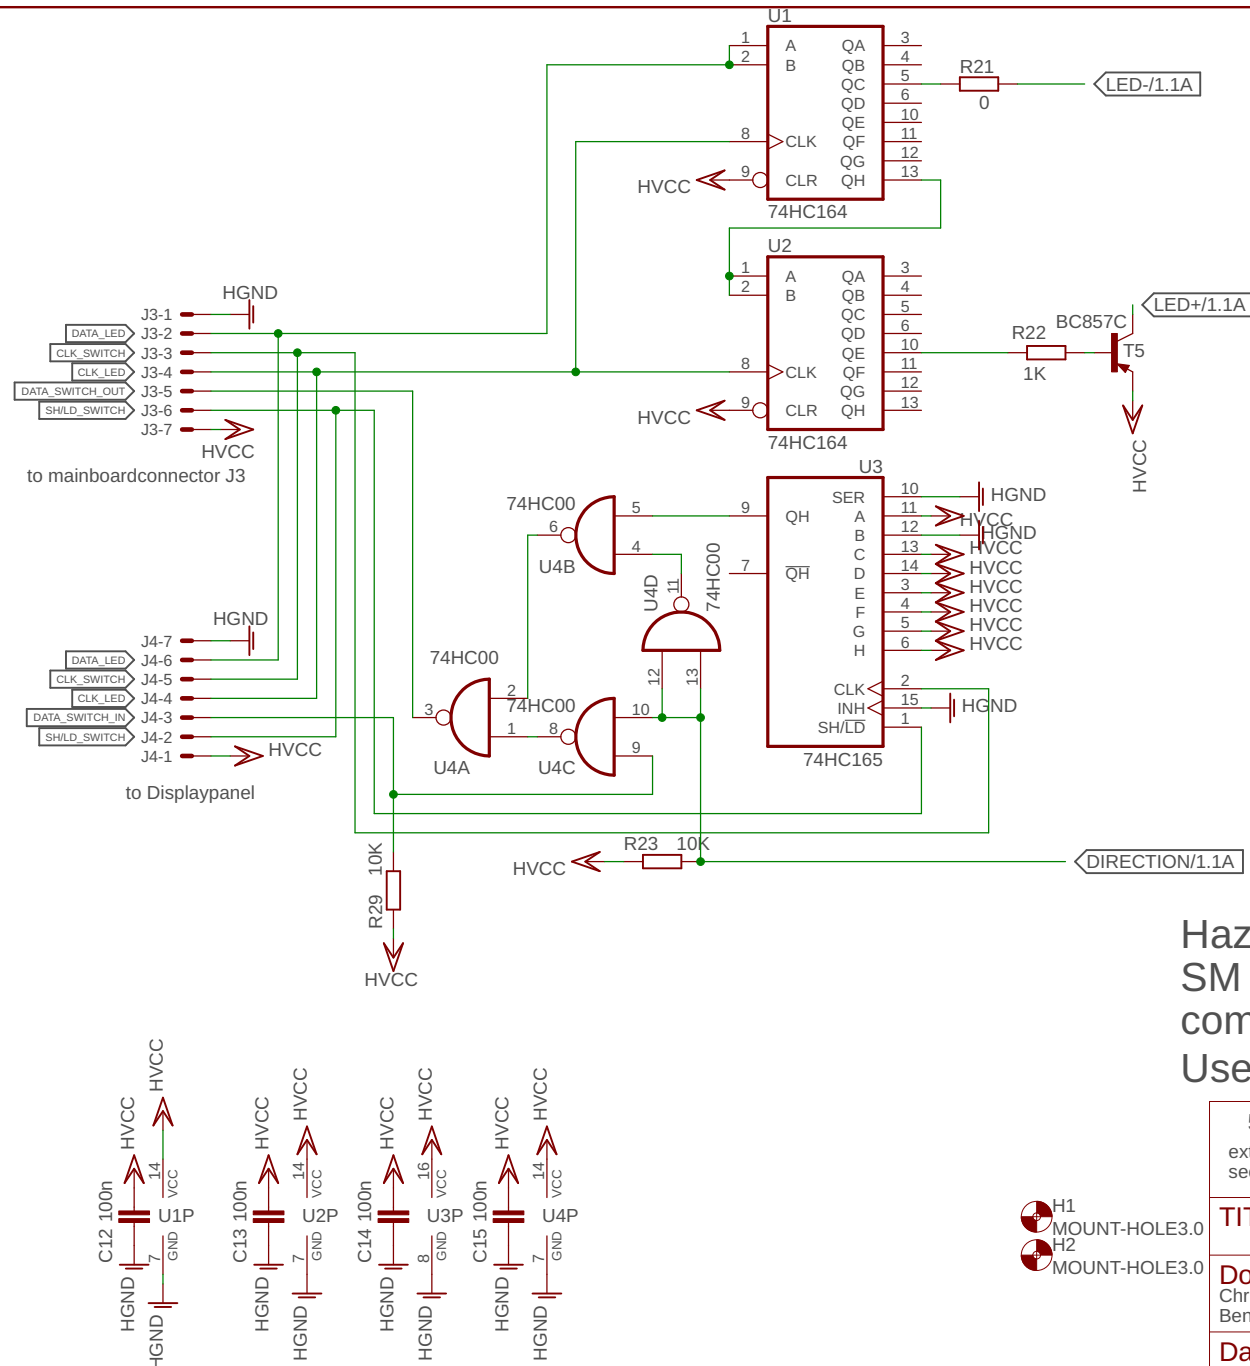 U1
1 A QA 3
2 B QB 4
QC 5
QD 6
QE 10
8 CLK QF 11
QG 12
HVCC 9 CLR QH 13
74HC164
R21
0
LED-/1.1A
U2
1 A QA 3
2 B QB 4
QC 5
QD 6
QE 10
8 CLK QF 11
QG 12
HVCC 9 CLR QH 13
74HC164
R22
1K
BC857C
T5
LED+/1.1A
HVCC
HGND
J3-1
DATA_LED J3-2
CLK_SWITCH J3-3
CLK_LED J3-4
DATA_SWITCH_OUT J3-5
SH/LD_SWITCH J3-6
J3-7
HVCC
to mainboardconnector J3
U3
SER 10 HGND
9 QH A 11 HVCC
B 12 HGND
C 13 HVCC
7 QH D 14 HVCC
E 3 HVCC
F 4 HVCC
G 5 HVCC
H 6 HVCC
CLK 2
INH 15 HGND
SH/LD 1
74HC165
74HC00
6 5
4
U4B
U4D
11
74HC00
12 13
74HC00
3 2
1
U4A
74HC00
8 10
9
U4C
HGND
J4-7
DATA_LED J4-6
CLK_SWITCH J4-5
CLK_LED J4-4
DATA_SWITCH_IN J4-3
SH/LD_SWITCH J4-2
J4-1 HVCC
to Displaypanel
HVCC R23 10K
DIRECTION/1.1A
R29 10K
HVCC
Haz
SM
com
Use
HVCC HVCC
C12 100n
14 VCC
U1P
7 GND
HGND HGND
HVCC HVCC
C13 100n
14 VCC
U2P
7 GND
HGND HGND
HVCC HVCC
C14 100n
16 VCC
U3P
8 GND
HGND HGND
HVCC HVCC
C15 100n
14 VCC
U4P
7 GND
HGND HGND
H1
MOUNT-HOLE3.0
H2
MOUNT-HOLE3.0
ext
sec
TIT
Do
Chr
Ben
Da